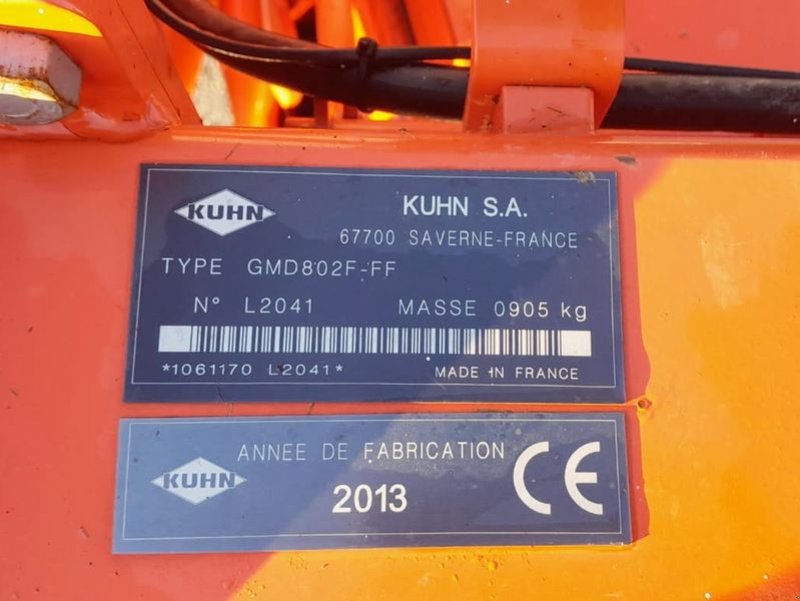 KUHN
KUHN S.A.
67700 SAVERNE-FRANCE
TYPE GMD802F-FF
N° L2041 MASSE 0905 kg
*1061170 L2041* MADE IN FRANCE
KUHN
ANNEE DE FABRICATION
2013
CE